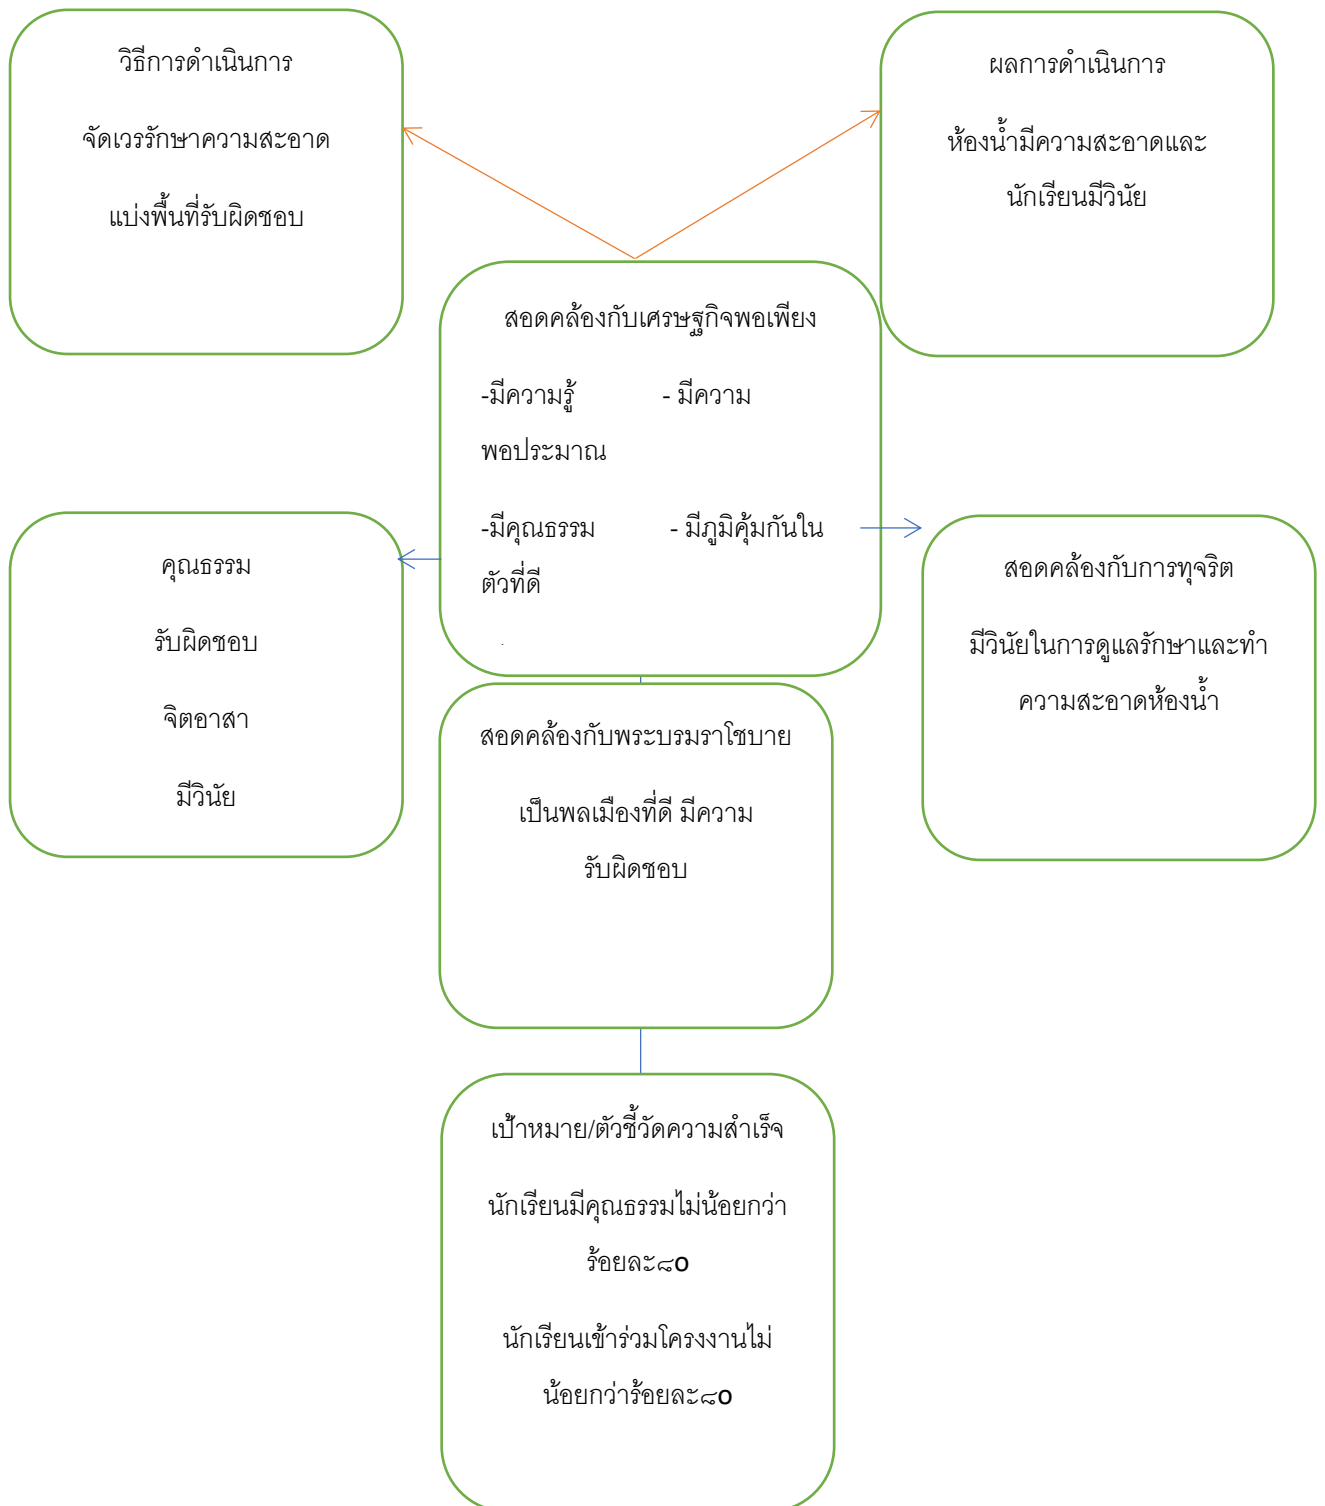 วิธีการดำเนินการ
จัดเวรรักษาความสะอาด
แบ่งพื้นที่รับผิดชอบ
ผลการดำเนินการ
ห้องน้ำมีความสะอาดและ
นักเรียนมีวินัย
สอดคล้องกับเศรษฐกิจพอเพียง
-มีความรู้ - มีความ
พอประมาณ
-มีคุณธรรม - มีภูมิคุ้มกันใน
ตัวที่ดี
คุณธรรม
รับผิดชอบ
จิตอาสา
มีวินัย
สอดคล้องกับการทุจริต
มีวินัยในการดูแลรักษาและทำ
ความสะอาดห้องน้ำ
สอดคล้องกับพระบรมราโชบาย
เป็นพลเมืองที่ดี มีความ
รับผิดชอบ
เป้าหมาย/ตัวชี้วัดความสำเร็จ
นักเรียนมีคุณธรรมไม่น้อยกว่า
ร้อยละ๘๐
นักเรียนเข้าร่วมโครงงานไม่
น้อยกว่าร้อยละ๘๐